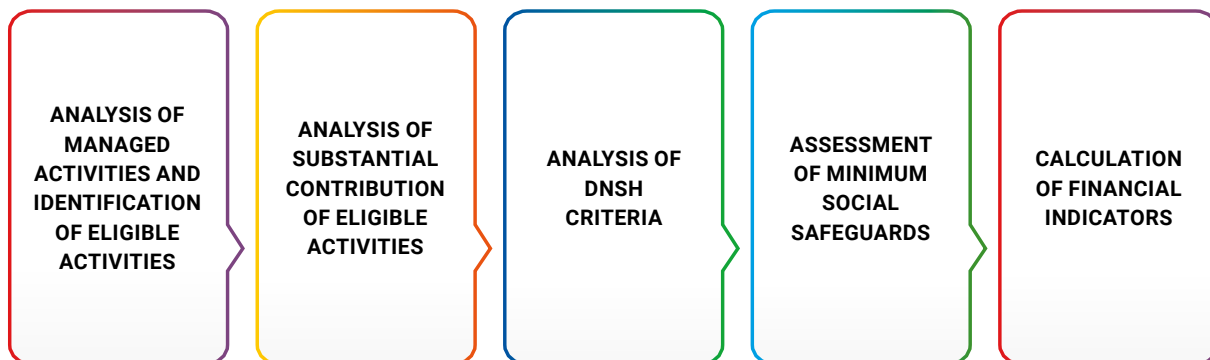 ANALYSIS OF
MANAGED
ACTIVITIES AND
IDENTIFICATION
OF ELIGIBLE
ACTIVITIES
ANALYSIS OF
SUBSTANTIAL
CONTRIBUTION
OF ELIGIBLE
ACTIVITIES
ANALYSIS OF
DNSH
CRITERIA
ASSESSMENT
OF MINIMUM
SOCIAL
SAFEGUARDS
CALCULATION
OF FINANCIAL
INDICATORS